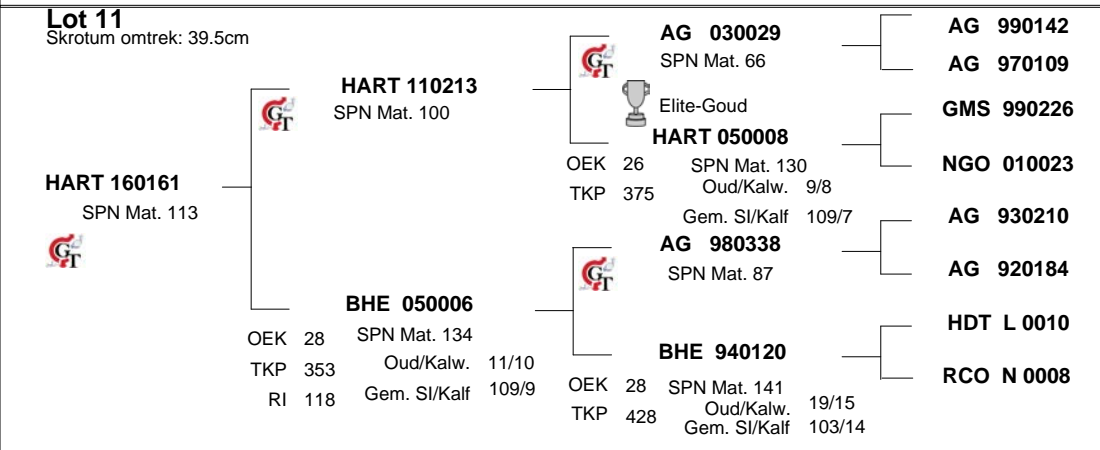 Lot 11
Skrotum omtrek: 39.5cm
HART 160161
SPN Mat. 113
GT
GT
HART 110213
SPN Mat. 100
BHE 050006
OEK 28 SPN Mat. 134
TKP 353 Oud/Kalw. 11/10
RI 118 Gem. SI/Kalf 109/9
GT
AG 030029
SPN Mat. 66
Elite-Goud
HART 050008
OEK 26 SPN Mat. 130
TKP 375 Oud/Kalw. 9/8
Gem. SI/Kalf 109/7
GT
AG 980338
SPN Mat. 87
BHE 940120
OEK 28 SPN Mat. 141
TKP 428 Oud/Kalw. 19/15
Gem. SI/Kalf 103/14
AG 990142
AG 970109
GMS 990226
NGO 010023
AG 930210
AG 920184
HDT L 0010
RCO N 0008